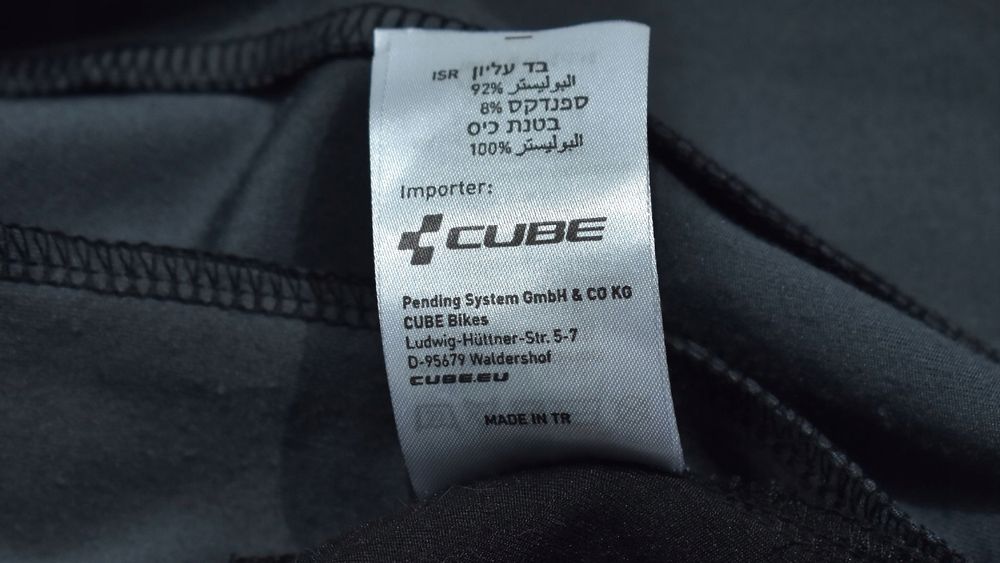 ISR בד עליון
92% البوليستر
8% ספנדקס
בטנת כיס
100% البوليستر
Importer:
CUBE
Pending System GmbH & CO KG
CUBE Bikes
Ludwig-Hüttner-Str. 5-7
D-95679 Waldershof
CUBE.EU
MADE IN TR